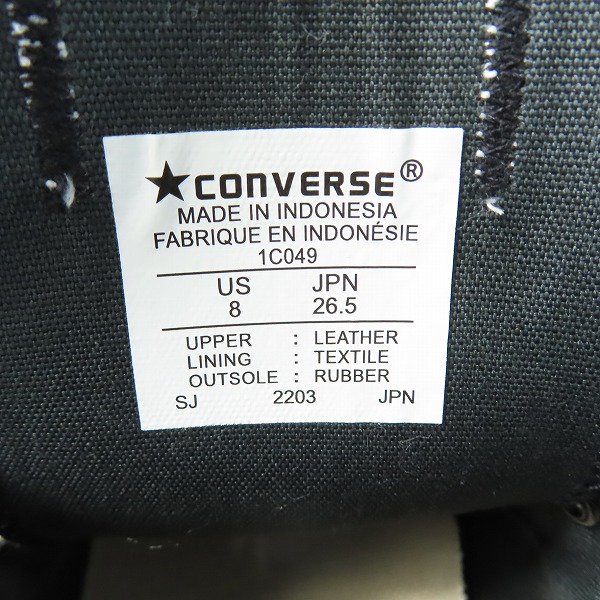 ★CONVERSE®
MADE IN INDONESIA
FABRIQUE EN INDONÉSIE
1C049
US JPN
8 26.5
UPPER : LEATHER
LINING : TEXTILE
OUTSOLE : RUBBER
SJ 2203 JPN